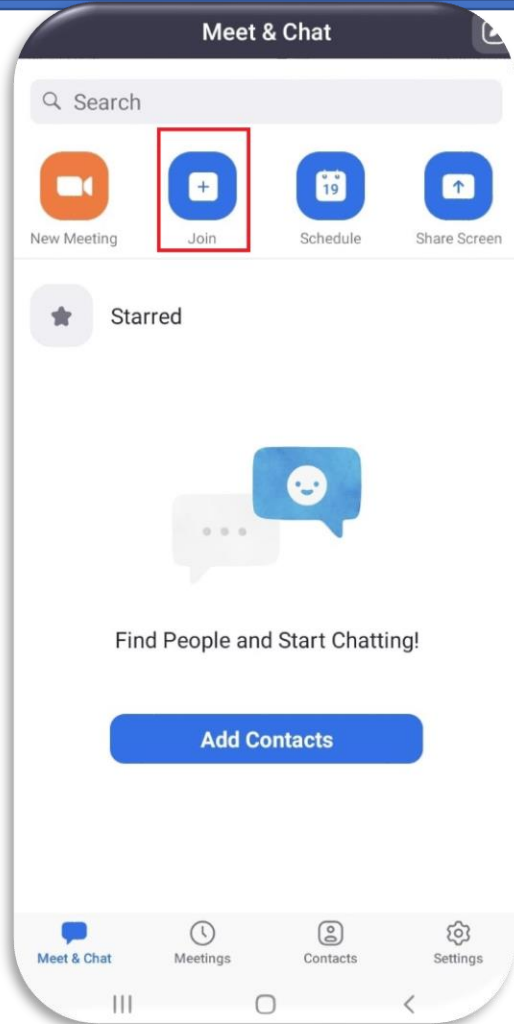 Meet & Chat
Search
New Meeting
Join
19
Schedule
Share Screen
Starred
Find People and Start Chatting!
Add Contacts
Meet & Chat
Meetings
Contacts
Settings